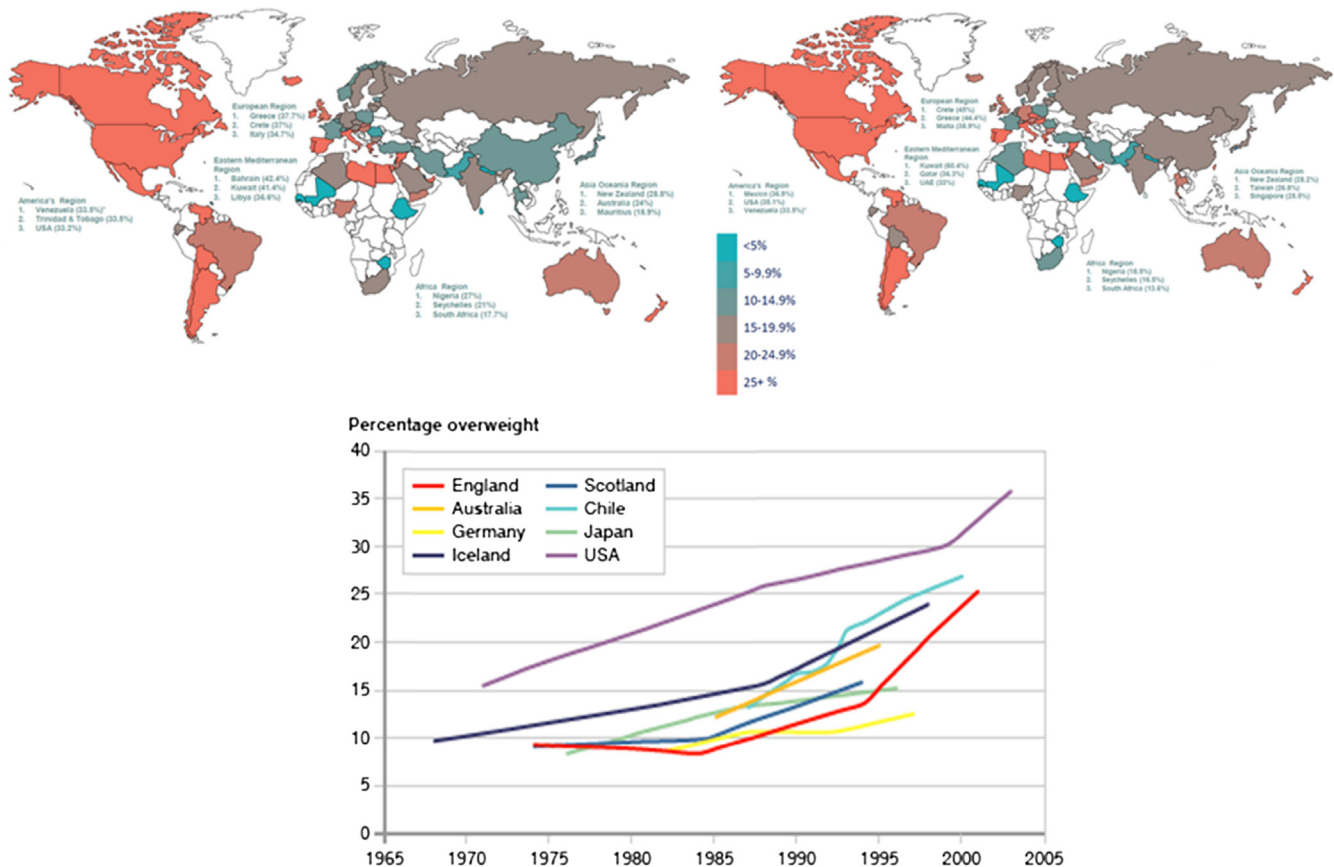 European Region
1. Greece (37.7%)
2. Crete (37%)
3. Italy (34.7%)
Eastern Mediterranean
Region
1. Bahrain (42.4%)
2. Kuwait (41.4%)
3. Libya (36.6%)
America's Region
1. Venezuela (33.5%)*
2. Trinidad & Tobago (33.5%)
3. USA (33.2%)
Asia Oceania Region
1. New Zealand (28.8%)
2. Australia (24%)
3. Mauritius (18.9%)
Africa Region
1. Nigeria (27%)
2. Seychelles (21%)
3. South Africa (17.7%)
European Region
1. Crete (45%)
2. Greece (44.4%)
3. Malta (36.9%)
Eastern Mediterranean
Region
1. Kuwait (60.4%)
2. Qatar (36.3%)
3. UAE (33%)
America's Region
1. Mexico (36.9%)
2. USA (35.1%)
3. Venezuela (33.5%)*
Asia Oceania Region
1. New Zealand (28.2%)
2. Taiwan (26.8%)
3. Singapore (25.5%)
Africa Region
1. Nigeria (18.9%)
2. Seychelles (16.8%)
3. South Africa (13.8%)
<5%
5-9.9%
10-14.9%
15-19.9%
20-24.9%
25+ %
Percentage overweight
40
35
30
25
20
15
10
5
0
England
Australia
Germany
Iceland
Scotland
Chile
Japan
USA
1965 1970 1975 1980 1985 1990 1995 2000 2005